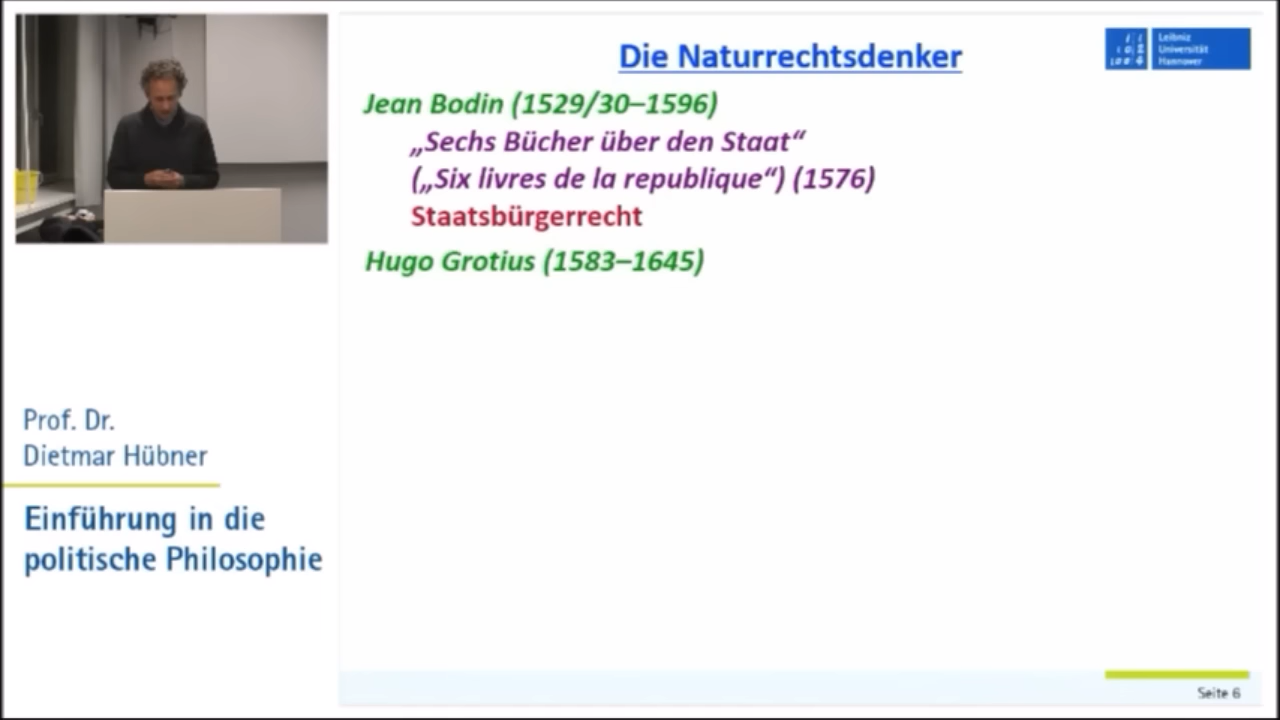 Die Naturrechtsdenker
Leibniz
Universität
Hannover
Jean Bodin (1529/30–1596)
„Sechs Bücher über den Staat“
(„Six livres de la republique“) (1576)
Staatsbürgerrecht
Hugo Grotius (1583–1645)
Prof. Dr.
Dietmar Hübner
Einführung in die
politische Philosophie
Seite 6